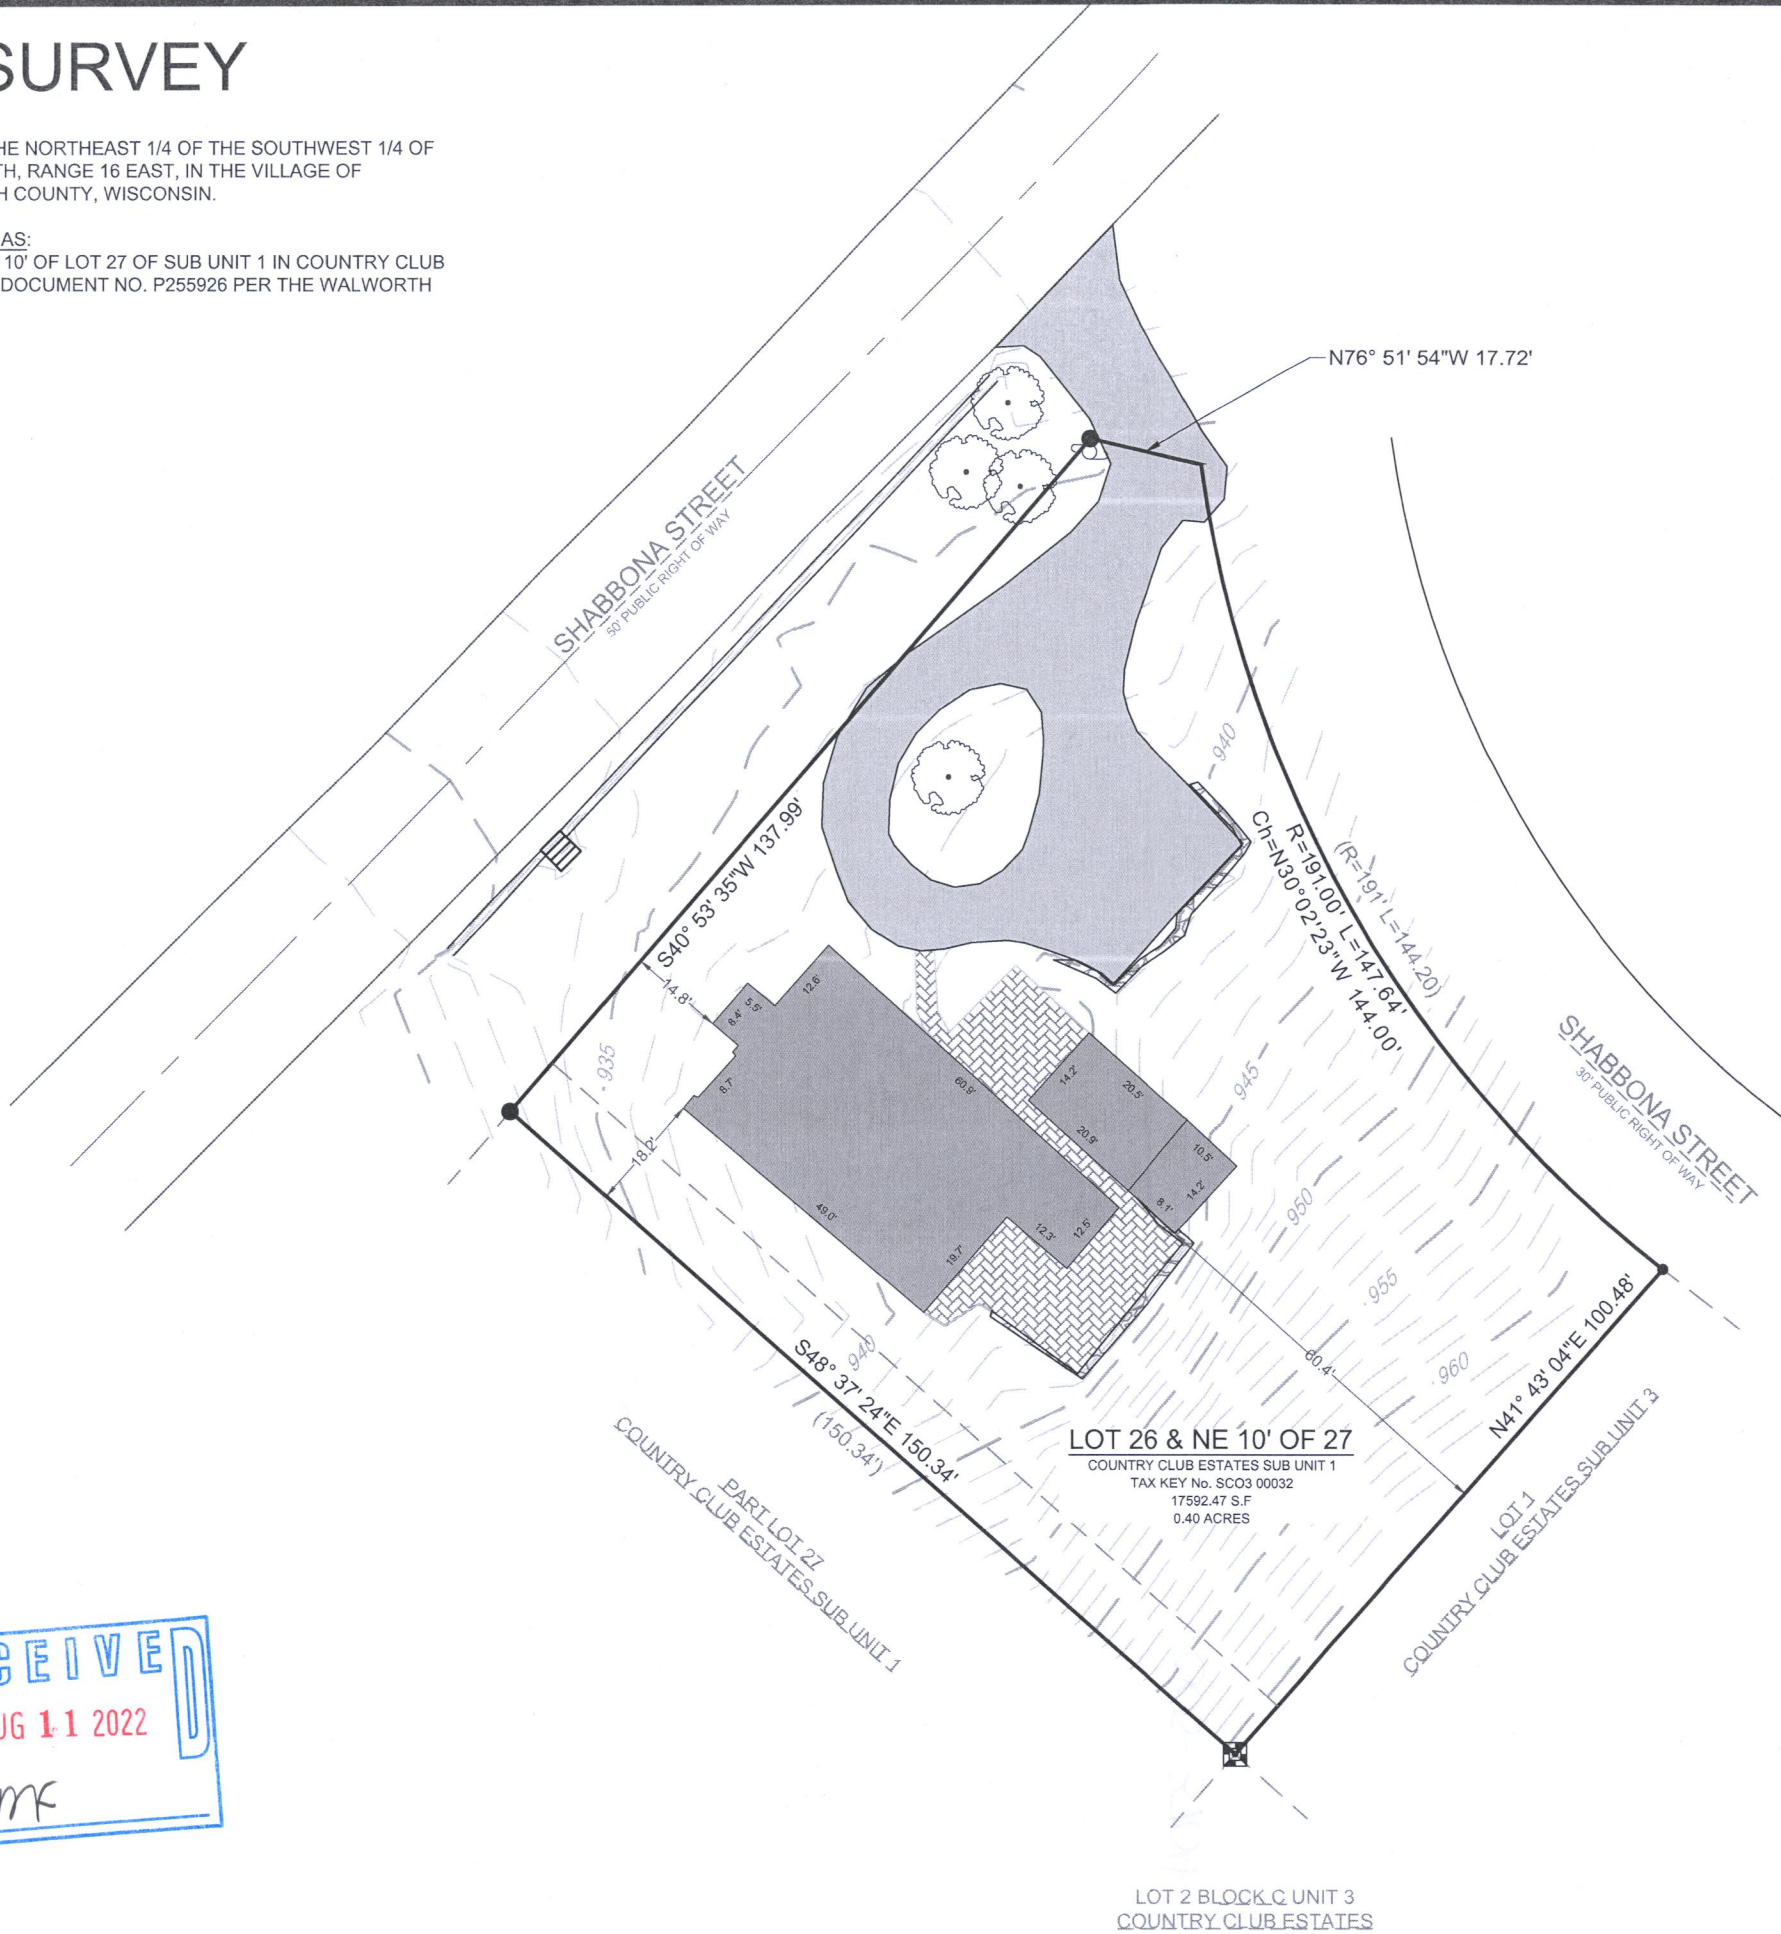 SURVEY
HE NORTHEAST 1/4 OF THE SOUTHWEST 1/4 OF
TH, RANGE 16 EAST, IN THE VILLAGE OF
H COUNTY, WISCONSIN.
AS:
10' OF LOT 27 OF SUB UNIT 1 IN COUNTRY CLUB
DOCUMENT NO. P255926 PER THE WALWORTH
N76° 51' 54"W 17.72'
SHABBONA STREET
50' PUBLIC RIGHT OF WAY
S40° 53' 35"W 137.99'
940
(R=191' L=144.20)
R=191.00' L=147.64'
Ch=N30°02'23"W 144.00'
SHABBONA STREET
30' PUBLIC RIGHT OF WAY
14.8'
5.5'
8.4'
12.6'
8.7'
935
18.2'
60.9'
14.2'
20.5'
20.9'
10.5'
14.2'
8.1'
49.0'
19.7'
12.3'
12.5'
945
950
955
960
60.4'
940
S48° 37' 24"E 150.34'
(150.34')
N41° 43' 04"E 100.48'
LOT 26 & NE 10' OF 27
COUNTRY CLUB ESTATES SUB UNIT 1
TAX KEY No. SCO3 00032
17592.47 S.F
0.40 ACRES
PART LOT 27
COUNTRY CLUB ESTATES SUB UNIT 1
LOT 1
COUNTRY CLUB ESTATES SUB UNIT 3
CEIVED
UG 11 2022
LOT 2 BLOCK C UNIT 3
COUNTRY CLUB ESTATES